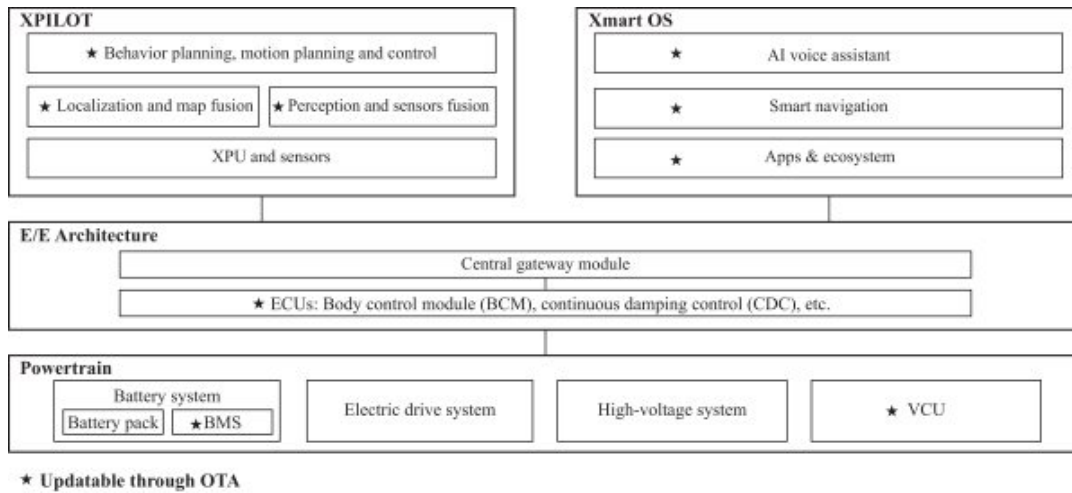 XPILOT
★ Behavior planning, motion planning and control
★ Localization and map fusion
★ Perception and sensors fusion
XPU and sensors
Xmart OS
★ AI voice assistant
★ Smart navigation
★ Apps & ecosystem
E/E Architecture
Central gateway module
★ ECUs: Body control module (BCM), continuous damping control (CDC), etc.
Powertrain
Battery system
Battery pack
★BMS
Electric drive system
High-voltage system
★ VCU
★ Updatable through OTA